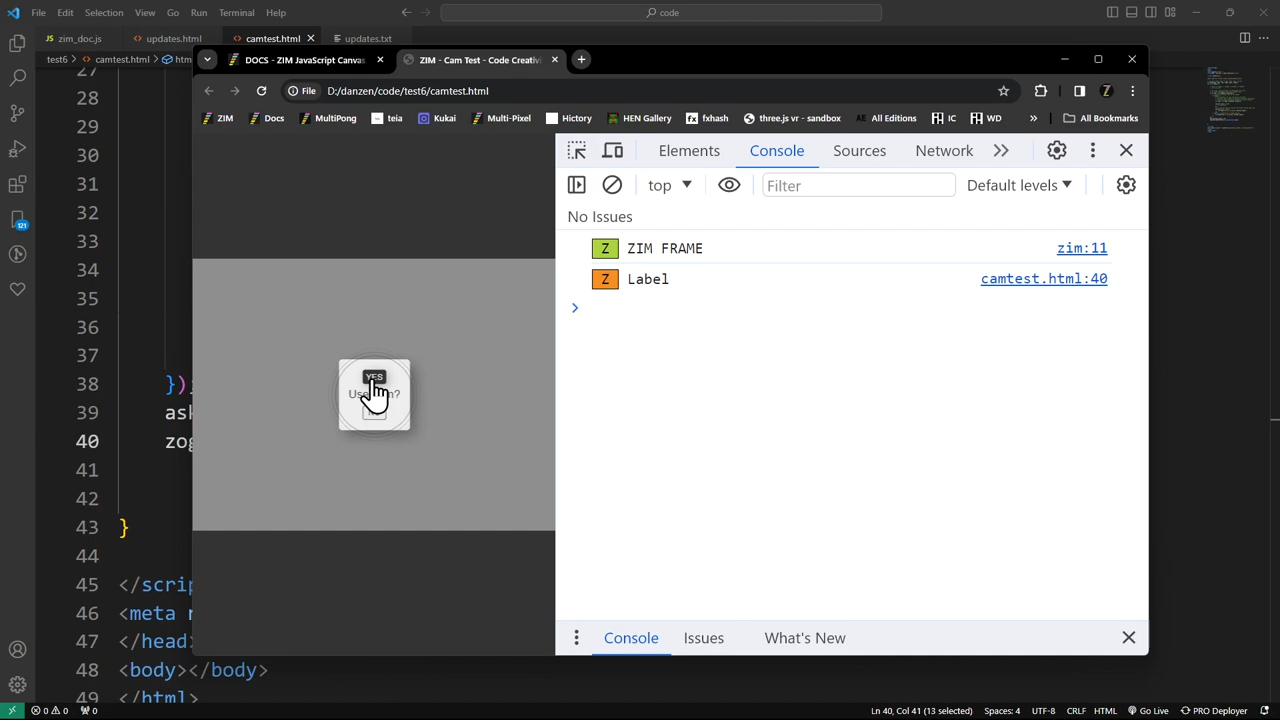 File Edit Selection View Go Run Terminal Help
code
JS zim_doc.js
<> updates.html
<> camtest.html
updates.txt
test6 > <> camtest.html > htm
27
28
29
30
31
32
33
34
35
36
37
38 });
39 ask
40 zog
41
42
43 }
44
45 </scrip
46 <meta n
47 </head>
48 <body></body>
49 </html>
121
DOCS - ZIM JavaScript Canvas
ZIM - Cam Test - Code Creativi
File D:/danzen/code/test6/camtest.html
ZIM Docs MultiPong teia Kukai Multi-Pixel History HEN Gallery fx fxhash three.js vr - sandbox AE All Editions IC WD » All Bookmarks
Elements Console Sources Network »
top ▼ Filter Default levels ▼
No Issues
Z ZIM FRAME zim:11
Z Label camtest.html:40
>
YES
Console Issues What's New
0 0 0 Ln 40, Col 41 (13 selected) Spaces: 4 UTF-8 CRLF HTML Go Live PRO Deployer